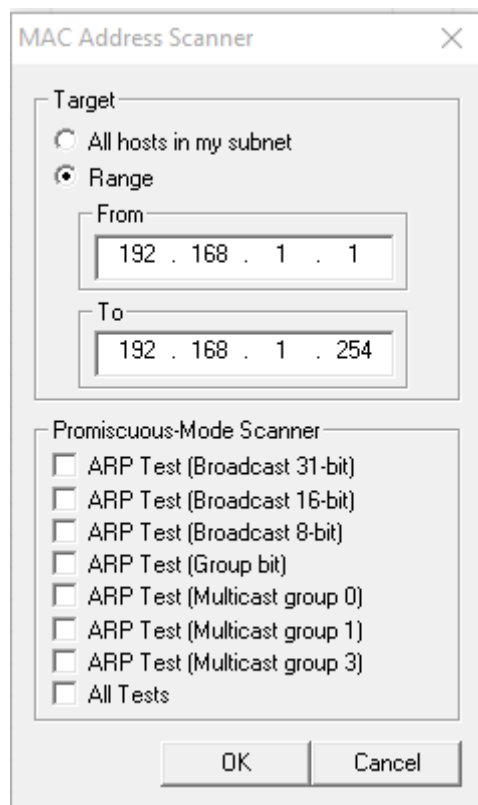 MAC Address Scanner
Target
All hosts in my subnet
Range
From
192 . 168 . 1 . 1
To
192 . 168 . 1 . 254
Promiscuous-Mode Scanner
ARP Test (Broadcast 31-bit)
ARP Test (Broadcast 16-bit)
ARP Test (Broadcast 8-bit)
ARP Test (Group bit)
ARP Test (Multicast group 0)
ARP Test (Multicast group 1)
ARP Test (Multicast group 3)
All Tests
OK Cancel